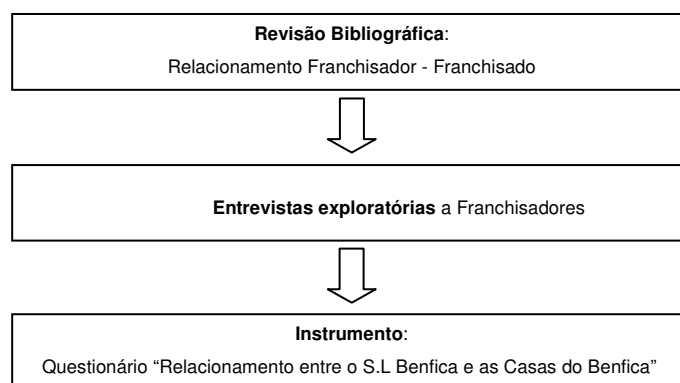 Revisão Bibliográfica:
Relacionamento Franchisador - Franchisado
Entrevistas exploratórias a Franchisadores
Instrumento:
Questionário “Relacionamento entre o S.L Benfica e as Casas do Benfica”